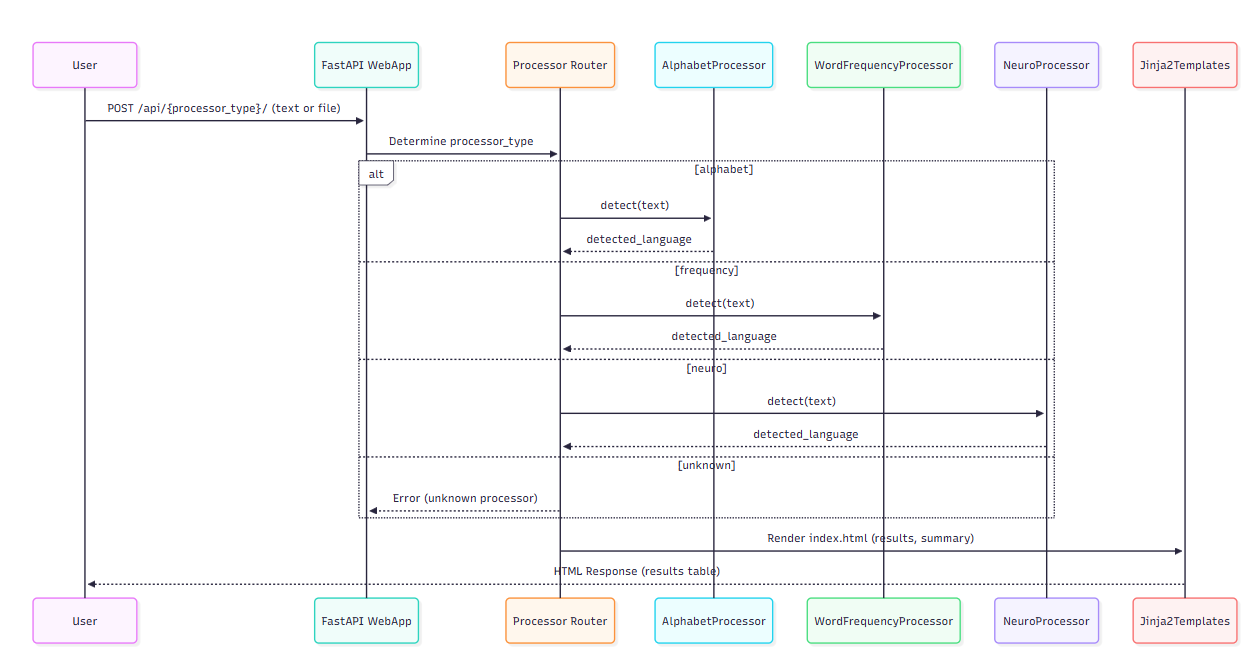 User
FastAPI WebApp
Processor Router
AlphabetProcessor
WordFrequencyProcessor
NeuroProcessor
Jinja2Templates
POST /api/{processor_type}/ (text or file)
Determine processor_type
alt
[alphabet]
detect(text)
detected_language
[frequency]
detect(text)
detected_language
[neuro]
detect(text)
detected_language
[unknown]
Error (unknown processor)
Render index.html (results, summary)
HTML Response (results table)
User
FastAPI WebApp
Processor Router
AlphabetProcessor
WordFrequencyProcessor
NeuroProcessor
Jinja2Templates